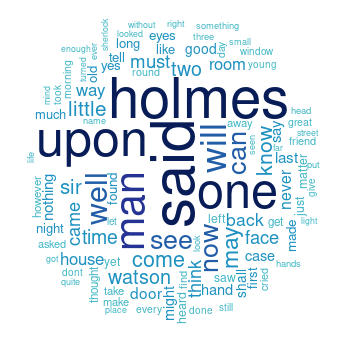 without right
looked something
enough ever three small
sherlock turned long eyes day window
morning tell like good young
mind took old yes must two room
round
way
little holmes head
much great
name street
upon said will can know say friend
however sir well man one last far
life nothing away seen
night came found now back never matter
asked time see may left get just put
let give
got house yet come face made light
dont think look case
quite thought watson hand shall first hands
take door might heard find saw cried
make
place every done still